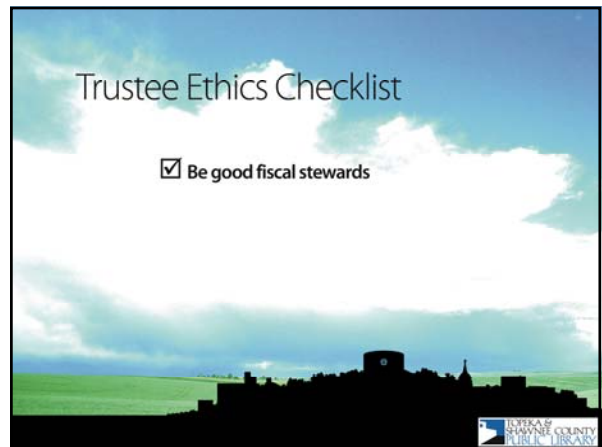 Trustee Ethics Checklist
☑ Be good fiscal stewards
TOPEKA &
SHAWNEE COUNTY
PUBLIC LIBRARY